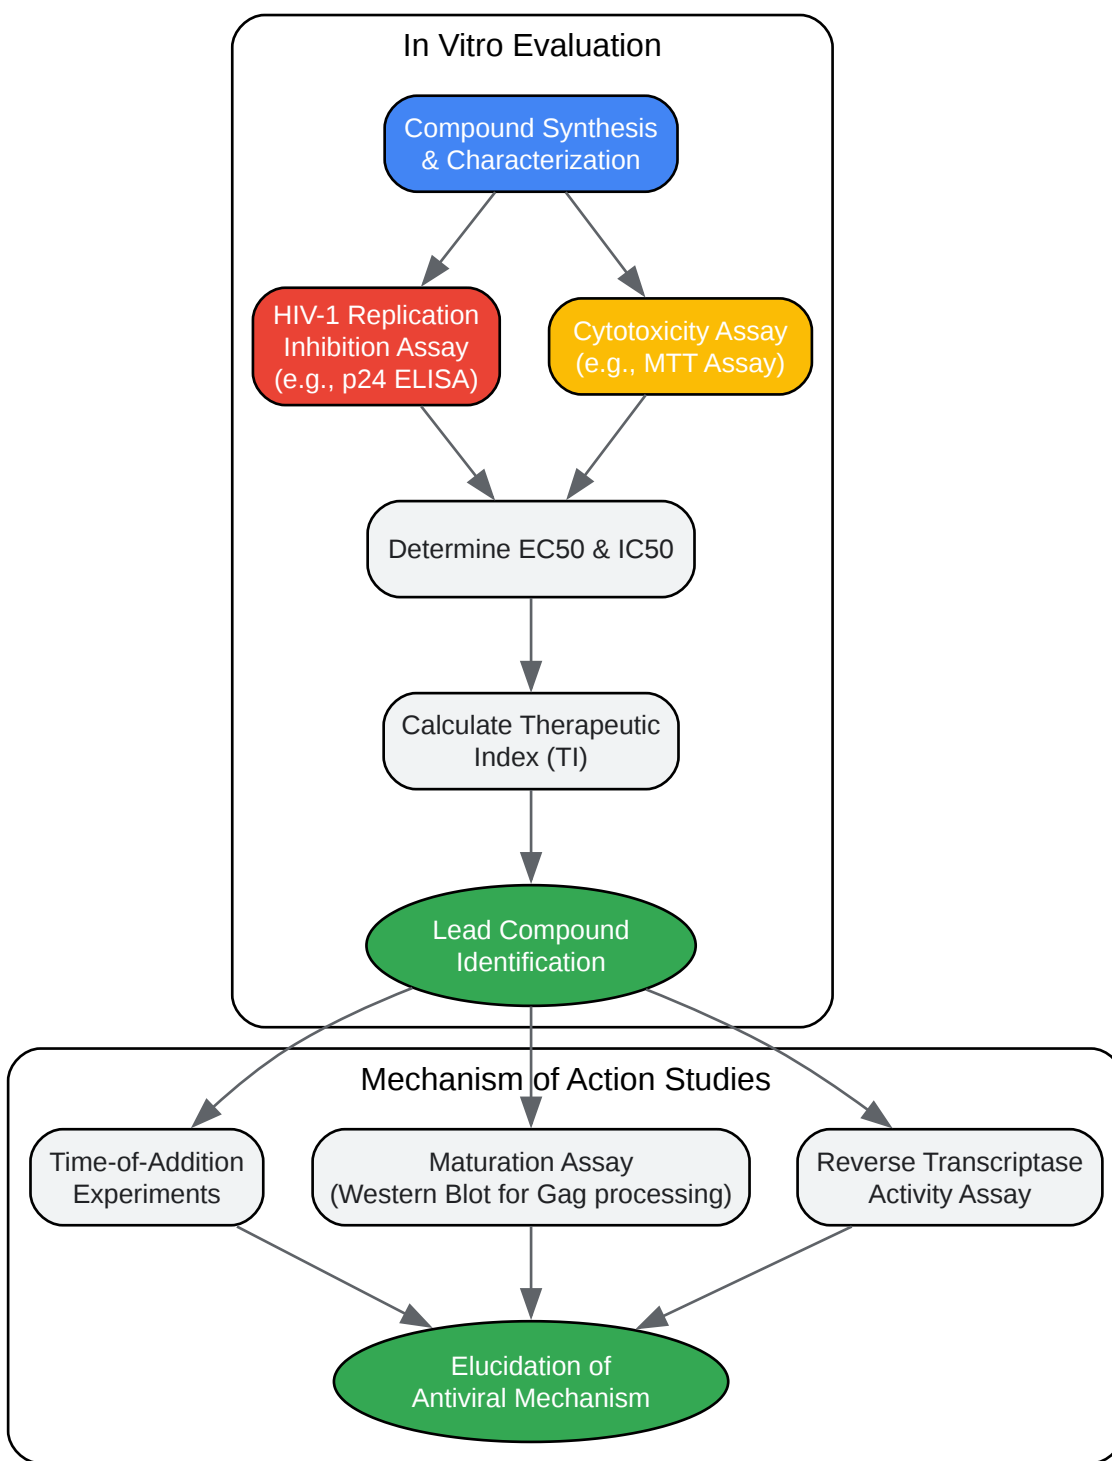 In Vitro Evaluation
Compound Synthesis
& Characterization
HIV-1 Replication
Inhibition Assay
(e.g., p24 ELISA)
Cytotoxicity Assay
(e.g., MTT Assay)
Determine EC50 & IC50
Calculate Therapeutic
Index (TI)
Lead Compound
Identification
Mechanism of Action Studies
Time-of-Addition
Experiments
Maturation Assay
(Western Blot for Gag processing)
Reverse Transcriptase
Activity Assay
Elucidation of
Antiviral Mechanism